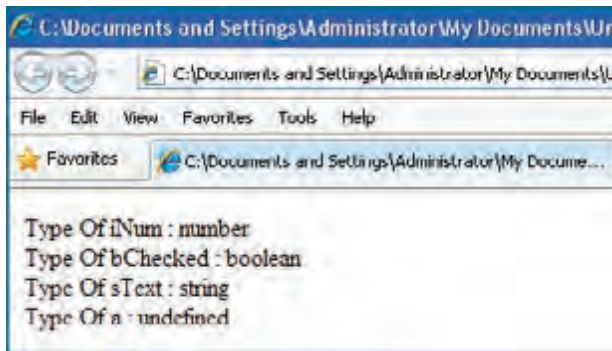 C:\Documents and Settings\Administrator\My Documents\Un
C:\Documents and Settings\Administrator\My Documents\U
File Edit View Favorites Tools Help
Favorites C:\Documents and Settings\Administrator\My Docume...
Type Of iNum : number
Type Of bChecked : boolean
Type Of sText : string
Type Of a : undefined